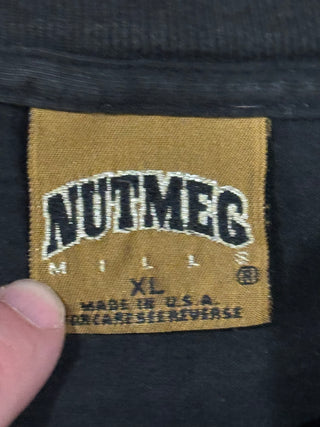 NUTMEG
MILLS ®
XL
MADE IN U.S.A.
FOR CARE SEE REVERSE